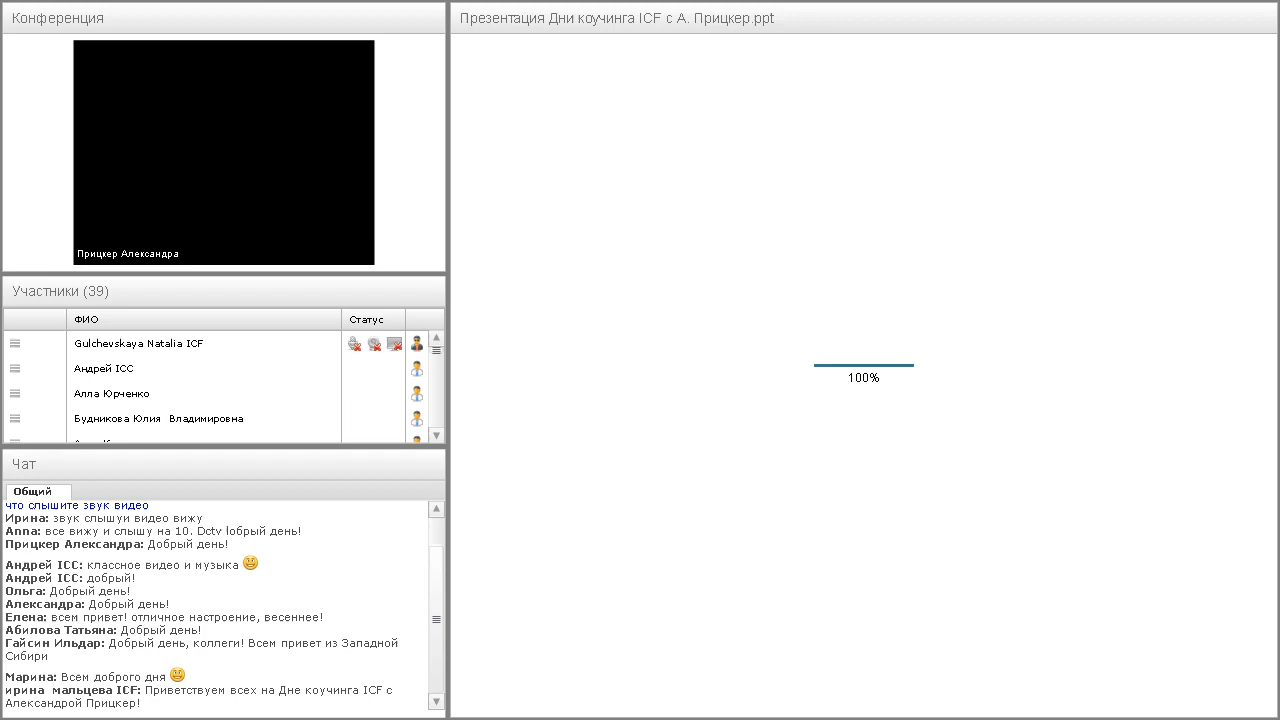 Конференция
Прицкер Александра
Участники (39)
ФИО Статус
Gulchevskaya Natalia ICF
Андрей ICC
Алла Юрченко
Будникова Юлия Владимировна
Чат
Общий
что слышите звук видео
Ирина: звук слышуи видео вижу
Anna: все вижу и слышу на 10. Dctv lобрый день!
Прицкер Александра: Добрый день!
Андрей ICC: классное видео и музыка
Андрей ICC: добрый!
Ольга: Добрый день!
Александра: Добрый день!
Елена: всем привет! отличное настроение, весеннее!
Абилова Татьяна: Добрый день!
Гайсин Ильдар: Добрый день, коллеги! Всем привет из Западной
Сибири
Марина: Всем доброго дня
ирина мальцева ICF: Приветствуем всех на Дне коучинга ICF с
Александрой Прицкер!
Презентация Дни коучинга ICF с А. Прицкер.ppt
100%